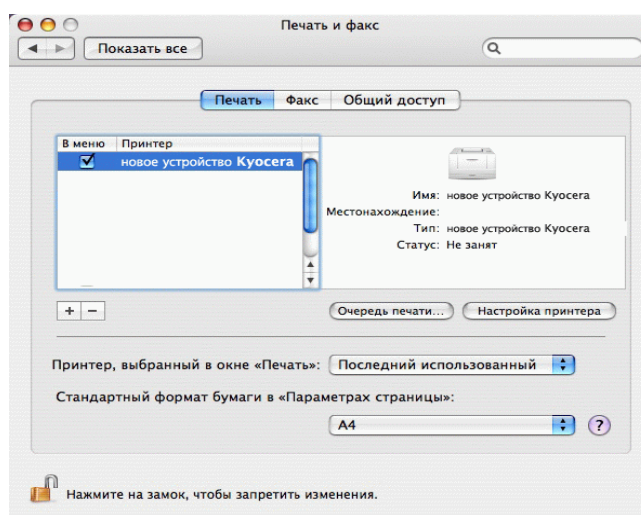 Печать и факс
Показать все
Печать Факс Общий доступ
В меню Принтер
новое устройство Kyocera
Имя: новое устройство Kyocera
Местонахождение:
Тип: новое устройство Kyocera
Статус: Не занят
+ −
Очередь печати... Настройка принтера
Принтер, выбранный в окне «Печать»: Последний использованный
Стандартный формат бумаги в «Параметрах страницы»:
A4 ?
Нажмите на замок, чтобы запретить изменения.